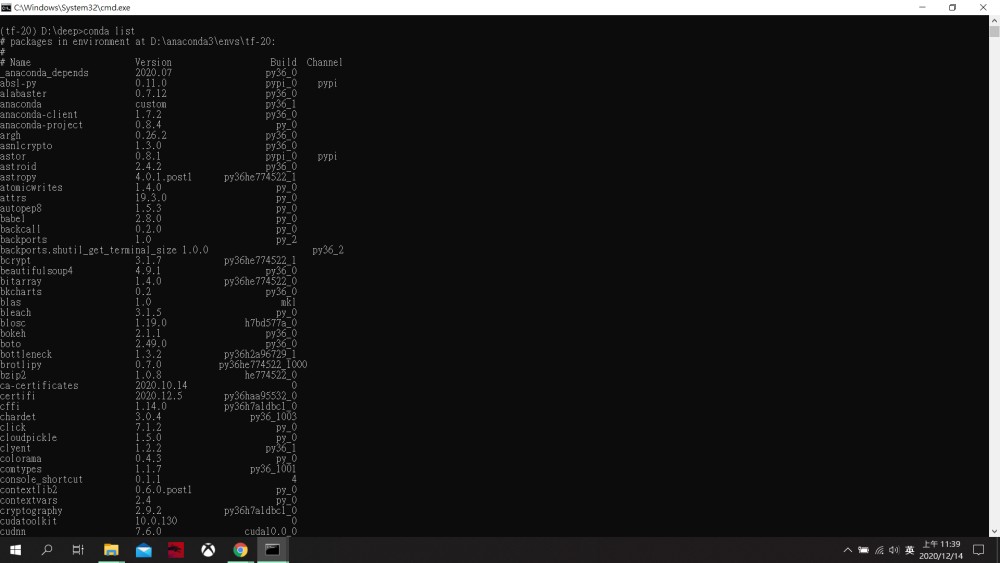 C:\Windows\System32\cmd.exe
(tf-20) D:\deep>conda list
# packages in environment at D:\anaconda3\envs\tf-20:
#
# Name Version Build Channel
_anaconda_depends 2020.07 py36_0
absl-py 0.11.0 pypi_0 pypi
alabaster 0.7.12 py36_0
anaconda custom py36_1
anaconda-client 1.7.2 py36_0
anaconda-project 0.8.4 py_0
argh 0.26.2 py36_0
asn1crypto 1.3.0 py36_0
astor 0.8.1 pypi_0 pypi
astroid 2.4.2 py36_0
astropy 4.0.1.post1 py36he774522_1
atomicwrites 1.4.0 py_0
attrs 19.3.0 py_0
autopep8 1.5.3 py_0
babel 2.8.0 py_0
backcall 0.2.0 py_0
backports 1.0 py_2
backports.shutil_get_terminal_size 1.0.0 py36_2
bcrypt 3.1.7 py36he774522_1
beautifulsoup4 4.9.1 py36_0
bitarray 1.4.0 py36he774522_0
bkcharts 0.2 py36_0
blas 1.0 mkl
bleach 3.1.5 py_0
blosc 1.19.0 h7bd577a_0
bokeh 2.1.1 py36_0
boto 2.49.0 py36_0
bottleneck 1.3.2 py36h2a96729_1
brotlipy 0.7.0 py36he774522_1000
bzip2 1.0.8 he774522_0
ca-certificates 2020.10.14 0
certifi 2020.12.5 py36haa95532_0
cffi 1.14.0 py36h7a1dbc1_0
chardet 3.0.4 py36_1003
click 7.1.2 py_0
cloudpickle 1.5.0 py_0
clyent 1.2.2 py36_1
colorama 0.4.3 py_0
comtypes 1.1.7 py36_1001
console_shortcut 0.1.1 4
contextlib2 0.6.0.post1 py_0
contextvars 2.4 py_0
cryptography 2.9.2 py36h7a1dbc1_0
cudatoolkit 10.0.130 0
cudnn 7.6.0 cuda10.0_0
英
上午 11:39
2020/12/14